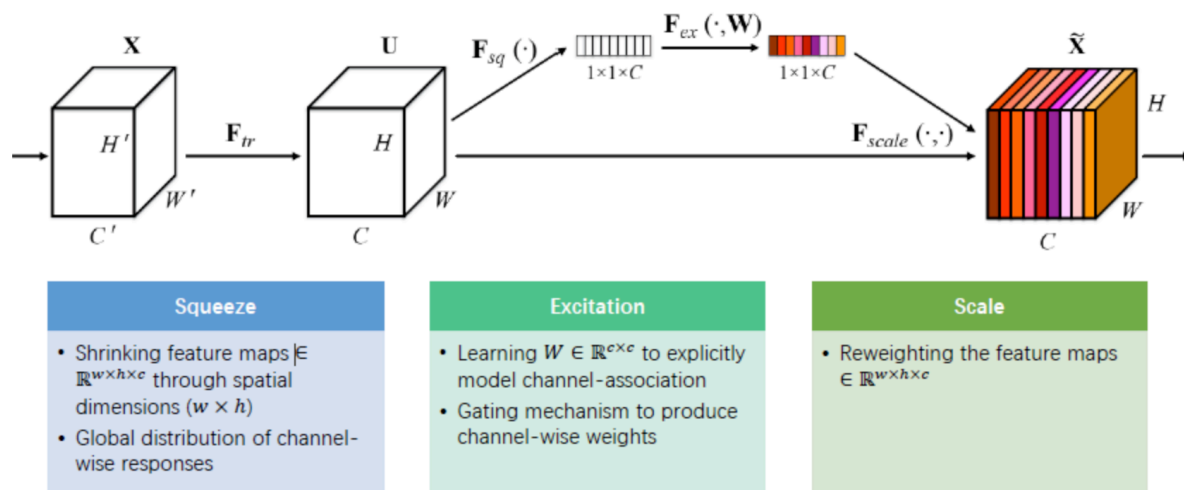 X
U
F_sq (·)
F_ex (·,W)
1×1×C
1×1×C
X̃
H′
F_tr
H
F_scale (·,·)
H
W′
W
W
C′
C
C
Squeeze
• Shrinking feature maps ∈
ℝ^{w×h×c} through spatial
dimensions (w × h)
• Global distribution of channel-
wise responses
Excitation
• Learning W ∈ ℝ^{c×c} to explicitly
model channel-association
• Gating mechanism to produce
channel-wise weights
Scale
• Reweighting the feature maps
∈ ℝ^{w×h×c}